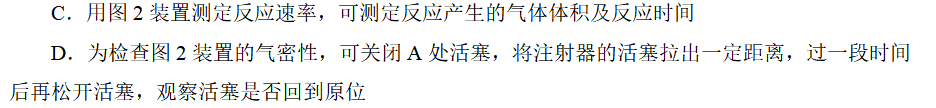 C．用图 2 装置测定反应速率，可测定反应产生的气体体积及反应时间
D．为检查图 2 装置的气密性，可关闭 A 处活塞，将注射器的活塞拉出一定距离，过一段时间
后再松开活塞，观察活塞是否回到原位